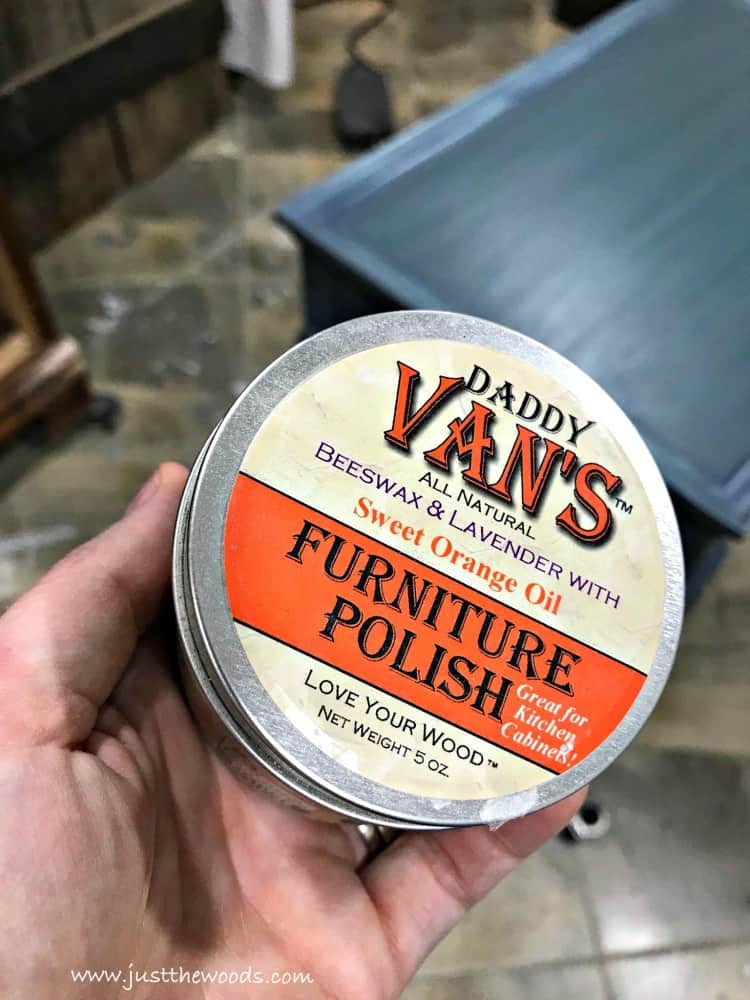 DADDY
VAN'S™
ALL NATURAL
BEESWAX & LAVENDER WITH
Sweet Orange Oil
FURNITURE
POLISH
Great for
Kitchen
Cabinets!
LOVE YOUR WOOD™
NET WEIGHT 5 OZ.
www.justthewoods.com